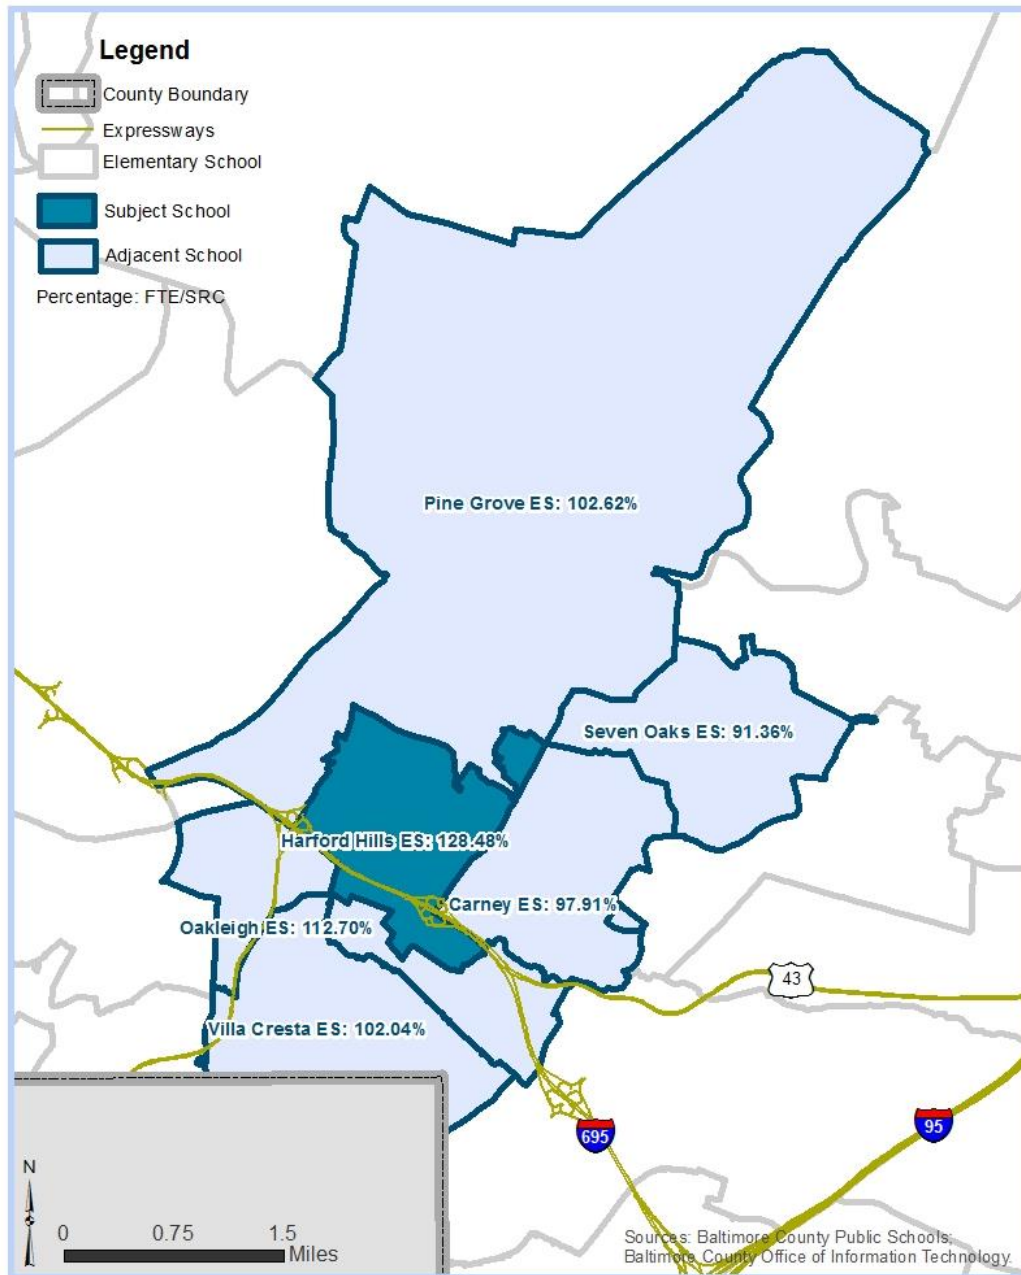 Legend
County Boundary
Expressways
Elementary School
Subject School
Adjacent School
Percentage: FTE/SRC
Pine Grove ES: 102.62%
Seven Oaks ES: 91.36%
Harford Hills ES: 128.48%
Carney ES: 97.91%
Oakleigh ES: 112.70%
43
Villa Cresta ES: 102.04%
695
95
N
0 0.75 1.5
Miles
Sources: Baltimore County Public Schools;
Baltimore County Office of Information Technology.